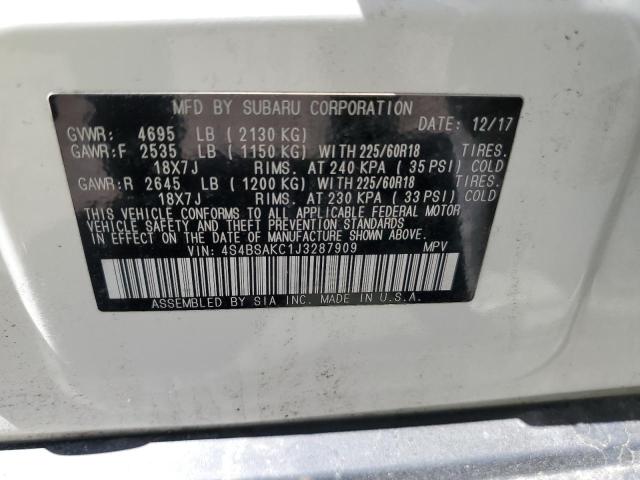 MFD BY SUBARU CORPORATION
GVWR: 4695 LB (2130 KG) DATE: 12/17
GAWR:F 2535 LB (1150 KG) WITH 225/60R18 TIRES.
18X7J RIMS. AT 240 KPA (35 PSI) COLD
GAWR:R 2645 LB (1200 KG) WITH 225/60R18 TIRES.
18X7J RIMS. AT 230 KPA (33 PSI) COLD
THIS VEHICLE CONFORMS TO ALL APPLICABLE FEDERAL MOTOR
VEHICLE SAFETY AND THEFT PREVENTION STANDARDS
IN EFFECT ON THE DATE OF MANUFACTURE SHOWN ABOVE.
VIN: 4S4BSAKC1J3287909 MPV
ASSEMBLED BY SIA INC. MADE IN U.S.A.